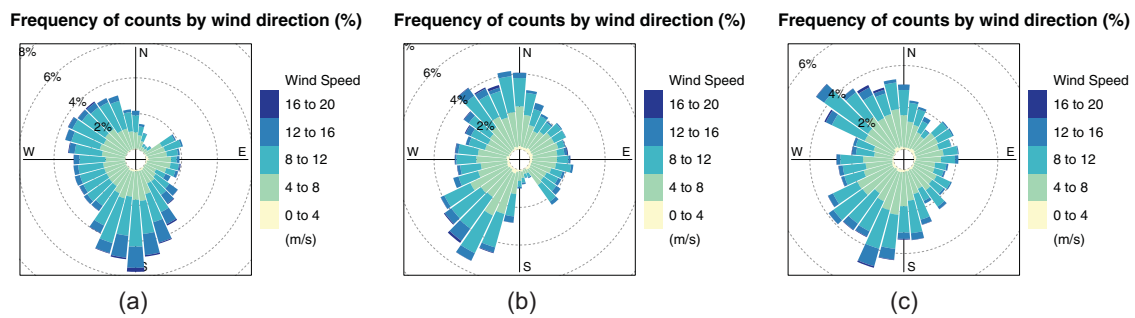 Frequency of counts by wind direction (%)
N
8%
6%
4%
2%
W
E
S
Wind Speed
16 to 20
12 to 16
8 to 12
4 to 8
0 to 4
(m/s)
(a)
Frequency of counts by wind direction (%)
N
%
6%
4%
2%
W
E
S
Wind Speed
16 to 20
12 to 16
8 to 12
4 to 8
0 to 4
(m/s)
(b)
Frequency of counts by wind direction (%)
N
6%
4%
2%
W
E
S
Wind Speed
16 to 20
12 to 16
8 to 12
4 to 8
0 to 4
(m/s)
(c)